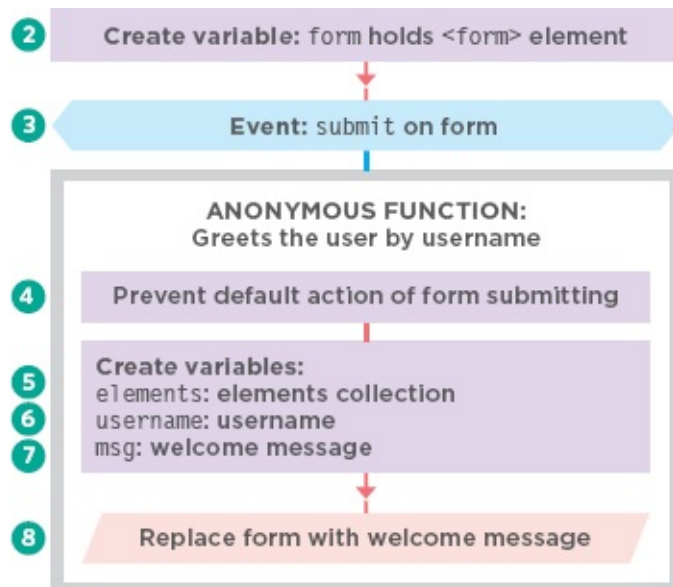 2 Create variable: form holds <form> element
3 Event: submit on form
ANONYMOUS FUNCTION:
Greets the user by username
4 Prevent default action of form submitting
Create variables:
5 elements: elements collection
6 username: username
7 msg: welcome message
8 Replace form with welcome message